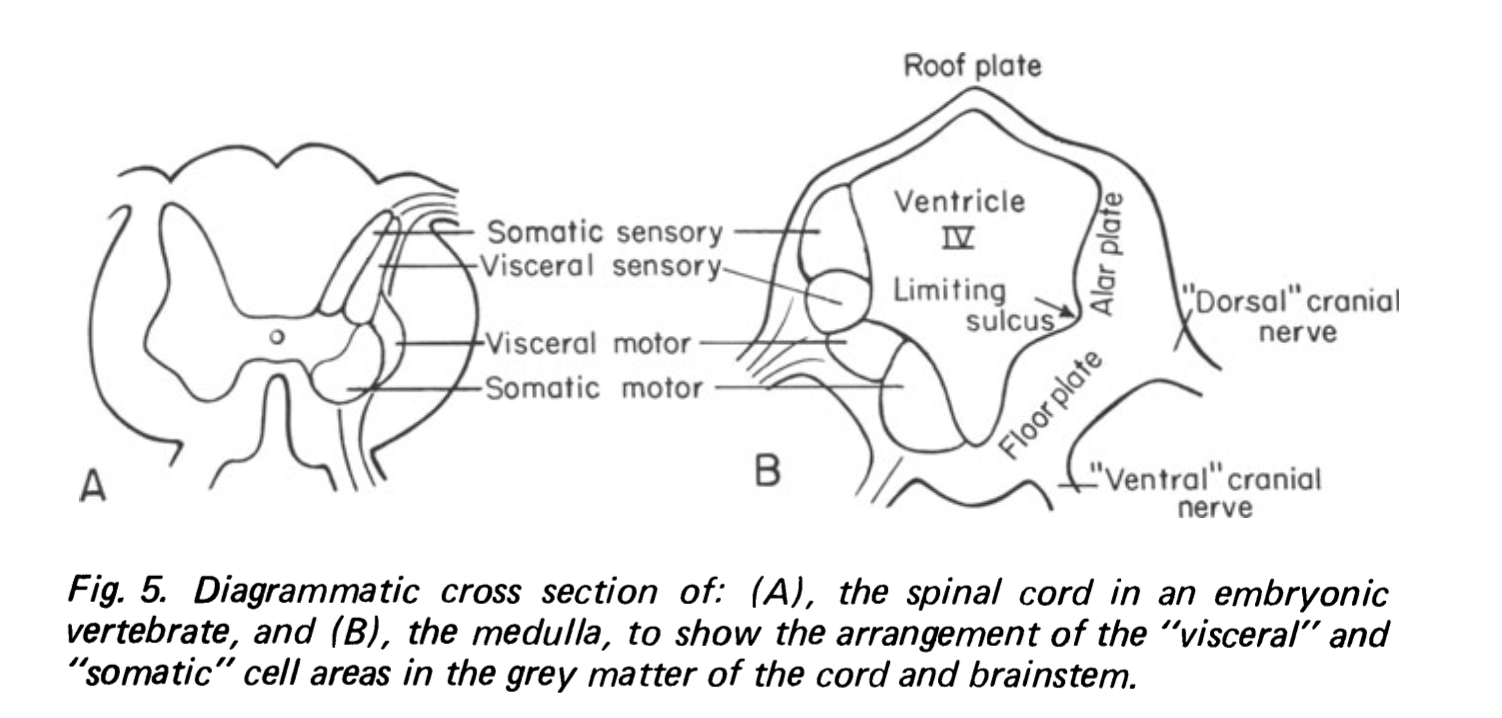 Roof plate
Ventricle
IV
Alar plate
Somatic sensory
Visceral sensory
Limiting
sulcus
"Dorsal" cranial
nerve
Visceral motor
Somatic motor
Floor plate
A
B
"Ventral" cranial
nerve
Fig. 5. Diagrammatic cross section of: (A), the spinal cord in an embryonic
vertebrate, and (B), the medulla, to show the arrangement of the "visceral" and
"somatic" cell areas in the grey matter of the cord and brainstem.